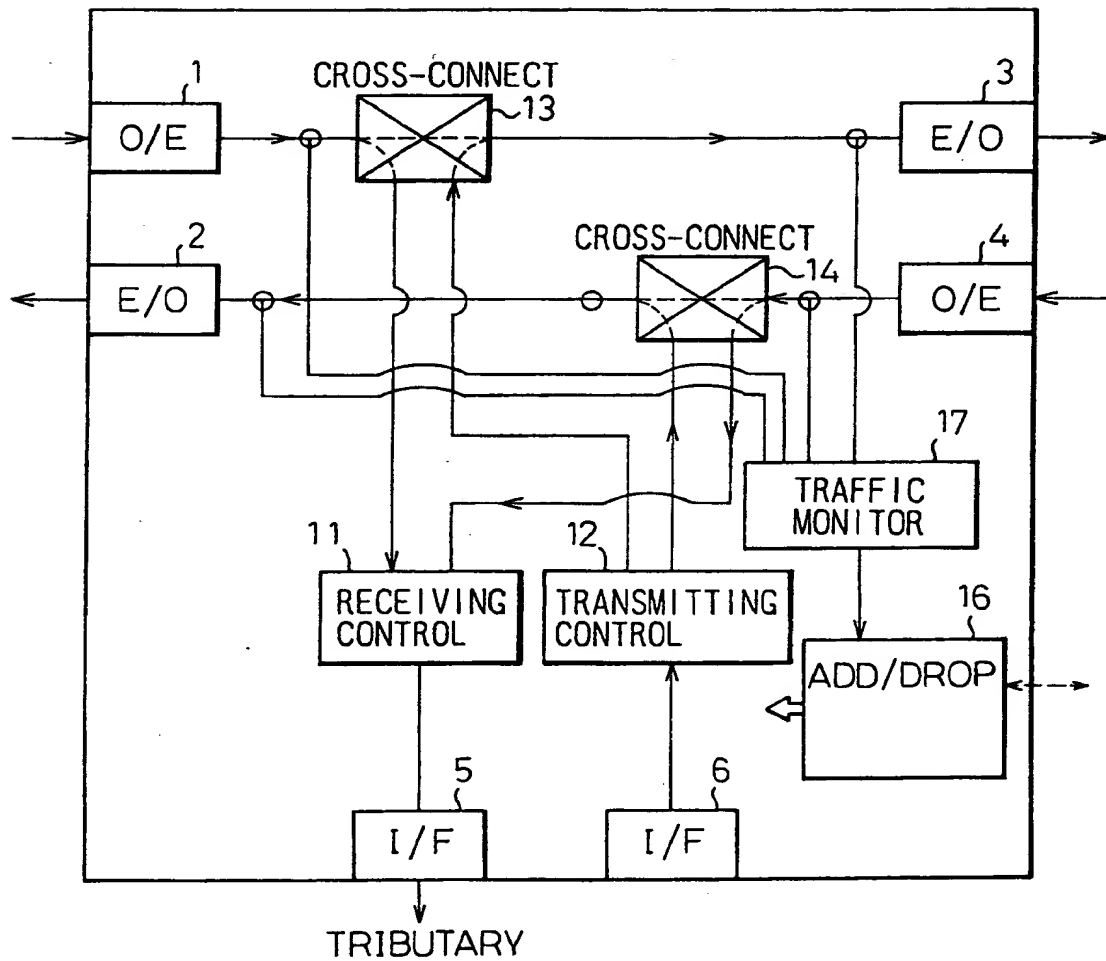 1
O/E
CROSS-CONNECT
13
3
E/O
2
E/O
CROSS-CONNECT
14
4
O/E
17
TRAFFIC
MONITOR
11
RECEIVING
CONTROL
12
TRANSMITTING
CONTROL
16
ADD/DROP
5
I/F
6
I/F
TRIBUTARY